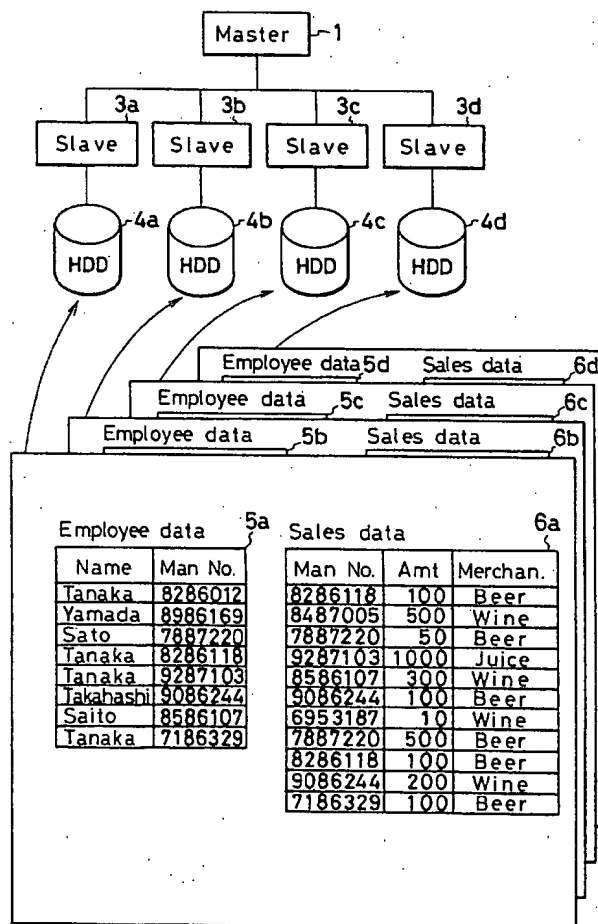 Master 1
3a 3b 3c 3d
Slave Slave Slave Slave
4a 4b 4c 4d
HDD HDD HDD HDD
Employee data 5d Sales data 6d
Employee data 5c Sales data 6c
Employee data 5b Sales data 6b
Employee data 5a Sales data 6a
Name Man No. Man No. Amt Merchan.
Tanaka 8286012 8286118 100 Beer
Yamada 8986169 8487005 500 Wine
Sato 7887220 7887220 50 Beer
Tanaka 8286118 9287103 1000 Juice
Tanaka 9287103 8586107 300 Wine
Takahashi 9086244 9086244 100 Beer
Saito 8586107 6953187 10 Wine
Tanaka 7186329 7887220 500 Beer
8286118 100 Beer
9086244 200 Wine
7186329 100 Beer